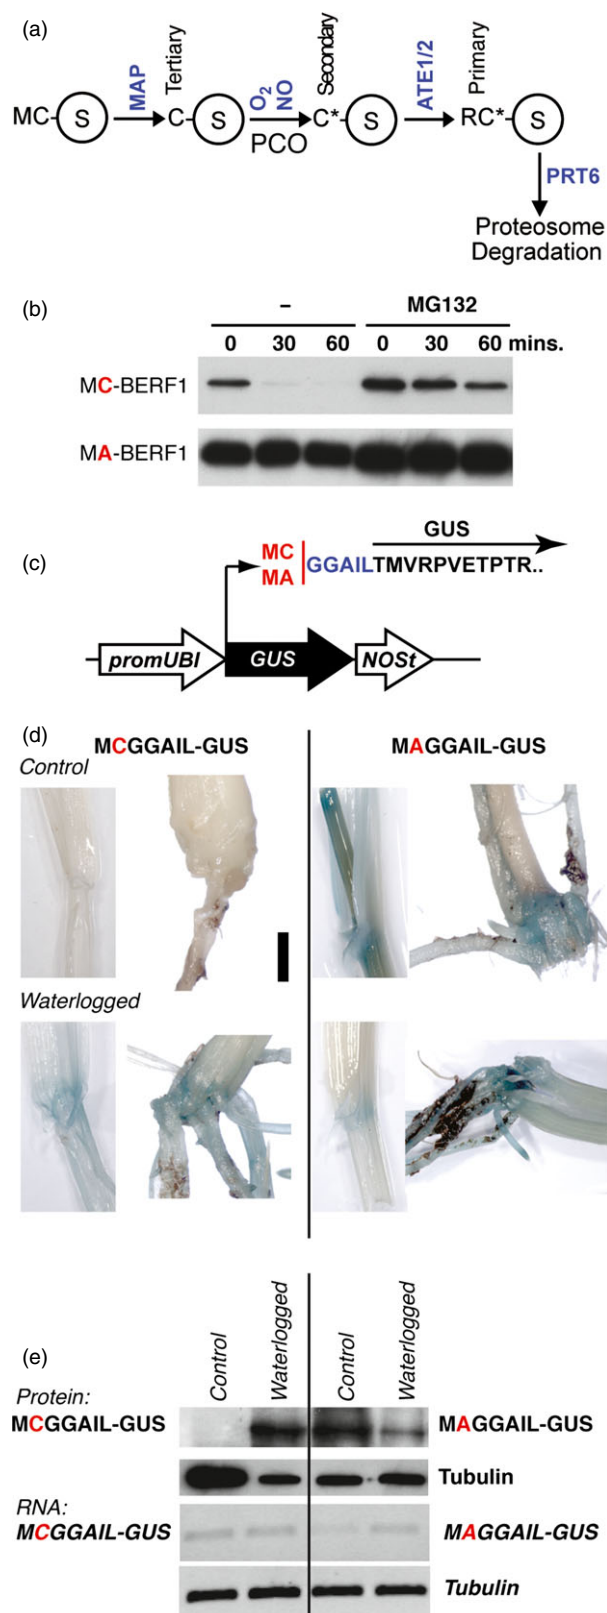 (a)
MC- S MAP Tertiary C- S O2 NO PCO Secondary C*- S ATE1/2 Primary RC*- S
PRT6
Proteosome
Degradation
(b)
– MG132
0 30 60 0 30 60 mins.
MC-BERF1
MA-BERF1
(c)
GUS
MC
MA GGAILTMVRPVETPTR..
promUBI GUS NOSt
(d)
MCGGAIL-GUS MAGGAIL-GUS
Control
Waterlogged
(e)
Control Waterlogged Control Waterlogged
Protein:
MCGGAIL-GUS MAGGAIL-GUS
Tubulin
RNA:
MCGGAIL-GUS MAGGAIL-GUS
Tubulin